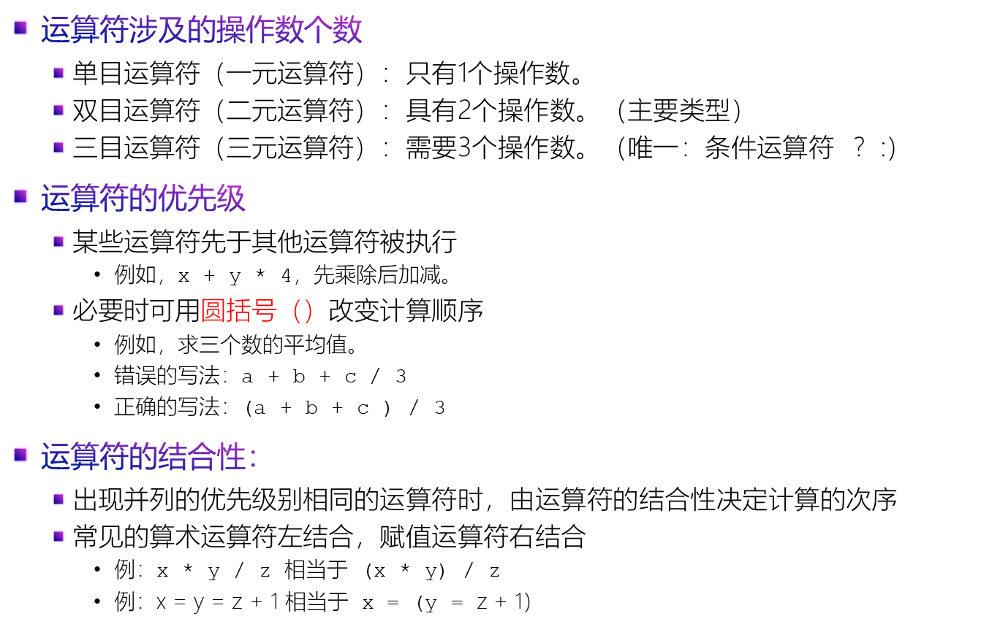 运算符涉及的操作数个数
单目运算符（一元运算符）：只有1个操作数。
双目运算符（二元运算符）：具有2个操作数。（主要类型）
三目运算符（三元运算符）：需要3个操作数。（唯一：条件运算符 ？:）
运算符的优先级
某些运算符先于其他运算符被执行
• 例如，x + y * 4，先乘除后加减。
必要时可用圆括号（）改变计算顺序
• 例如，求三个数的平均值。
• 错误的写法：a + b + c / 3
• 正确的写法：(a + b + c ) / 3
运算符的结合性：
出现并列的优先级别相同的运算符时，由运算符的结合性决定计算的次序
常见的算术运算符左结合，赋值运算符右结合
• 例：x * y / z 相当于 (x * y) / z
• 例：x = y = z + 1 相当于 x = (y = z + 1)